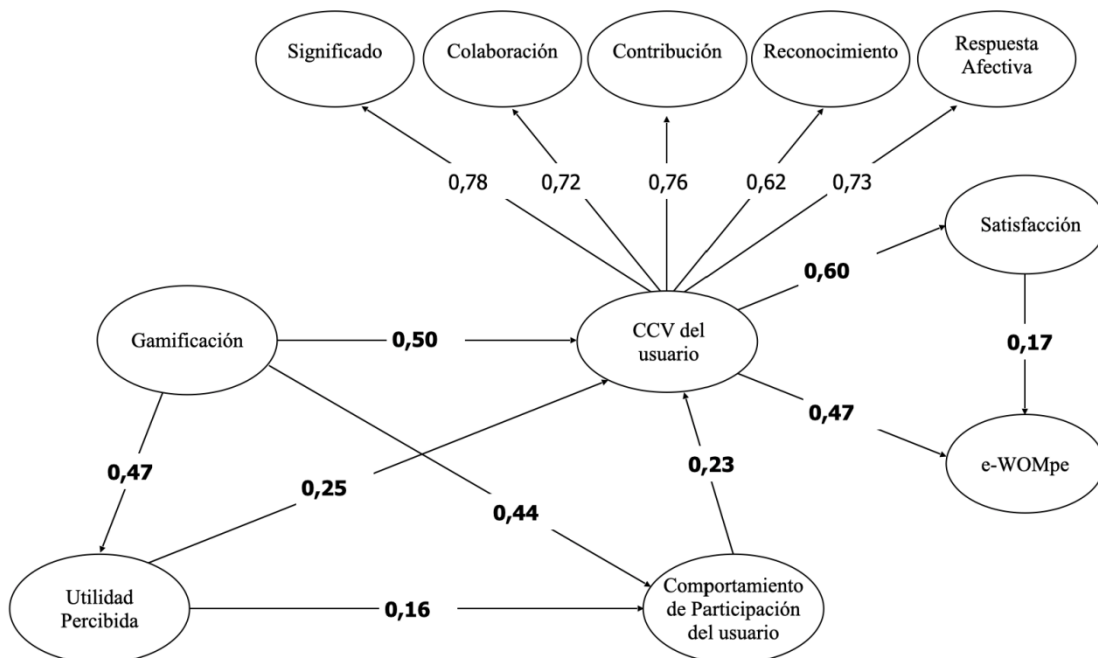 Significado
Colaboración
Contribución
Reconocimiento
Respuesta
Afectiva
0,78
0,72
0,76
0,62
0,73
Satisfacción
0,60
Gamificación
0,50
CCV del
usuario
0,17
0,47
e-WOMpe
0,47
0,25
0,44
0,23
Utilidad
Percibida
0,16
Comportamiento
de Participación
del usuario